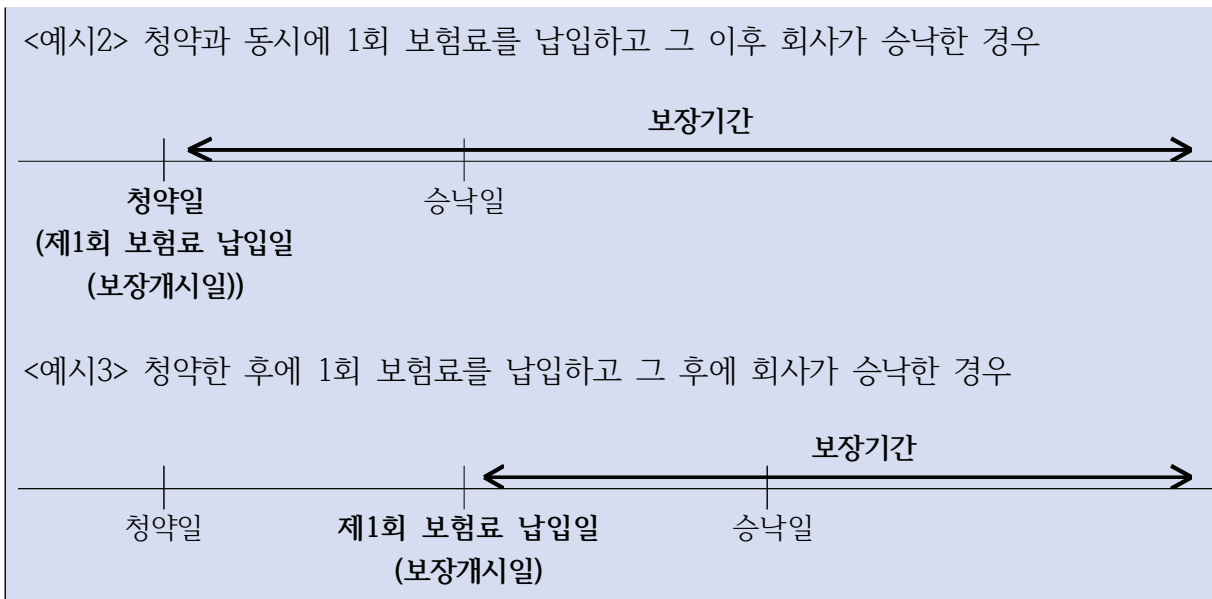 <예시2> 청약과 동시에 1회 보험료를 납입하고 그 이후 회사가 승낙한 경우
보장기간
청약일 승낙일
(제1회 보험료 납입일
(보장개시일))
<예시3> 청약한 후에 1회 보험료를 납입하고 그 후에 회사가 승낙한 경우
보장기간
청약일 제1회 보험료 납입일 승낙일
(보장개시일)